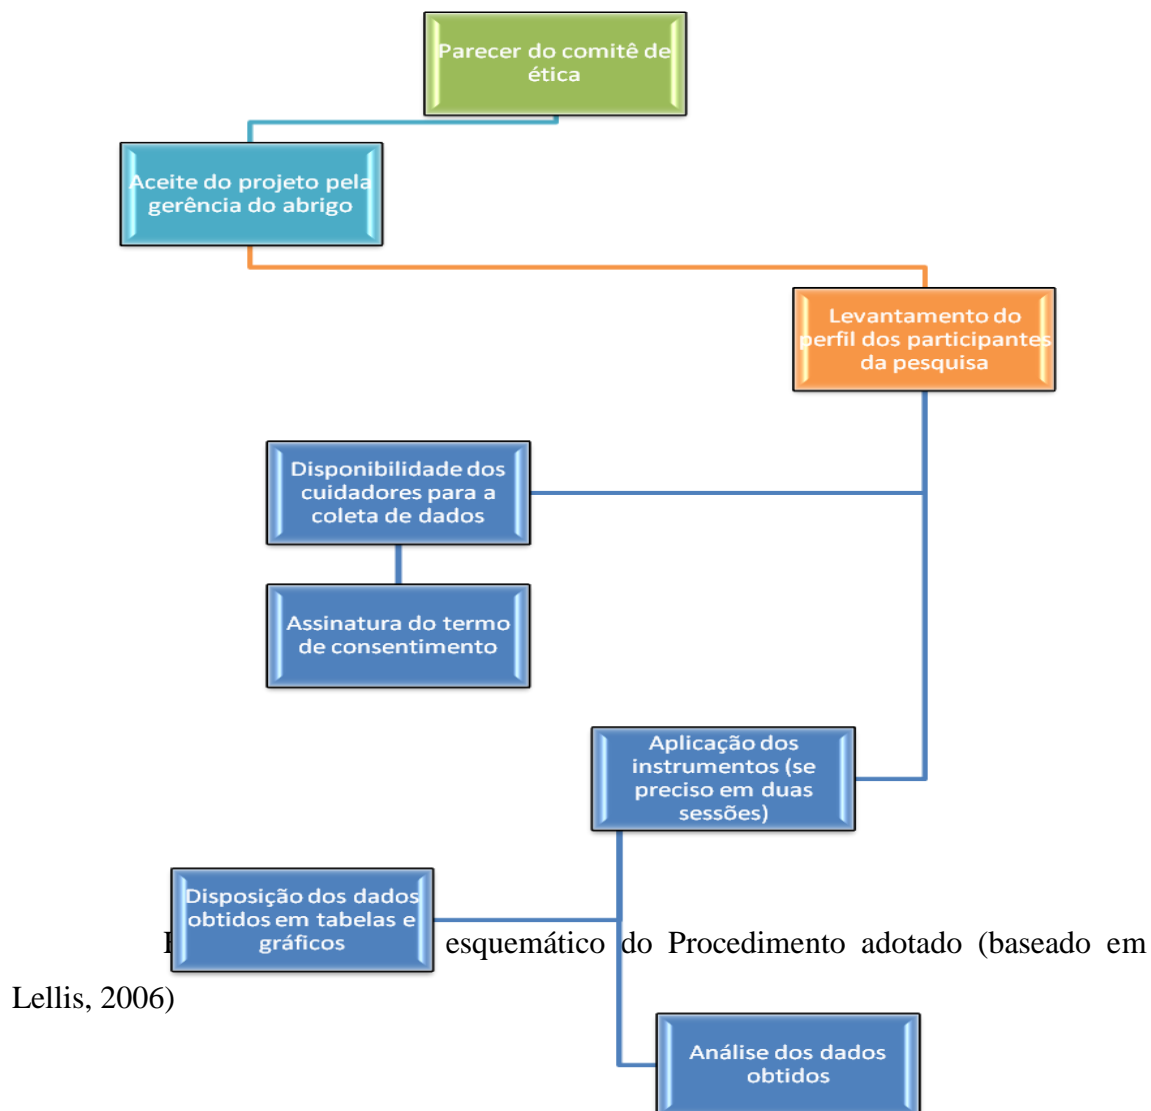 Parecer do comitê de
ética
Aceite do projeto pela
gerência do abrigo
Levantamento do
perfil dos participantes
da pesquisa
Disponibilidade dos
cuidadores para a
coleta de dados
Assinatura do termo
de consentimento
Aplicação dos
instrumentos (se
preciso em duas
sessões)
Disposição dos dados
obtidos em tabelas e
gráficos
esquemático do Procedimento adotado (baseado em
Lellis, 2006)
Análise dos dados
obtidos